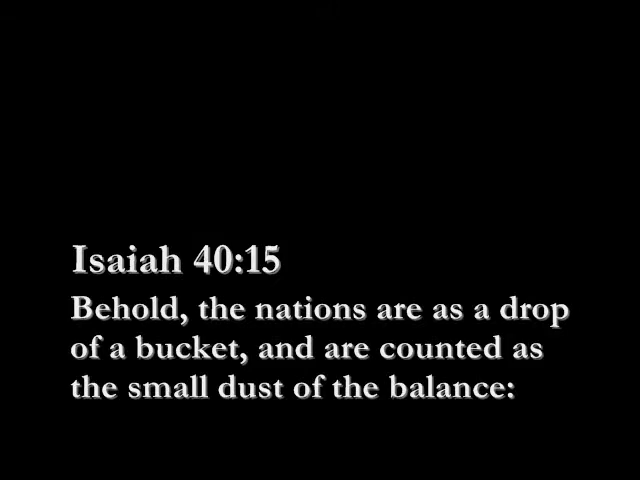 Isaiah 40:15
Behold, the nations are as a drop
of a bucket, and are counted as
the small dust of the balance: